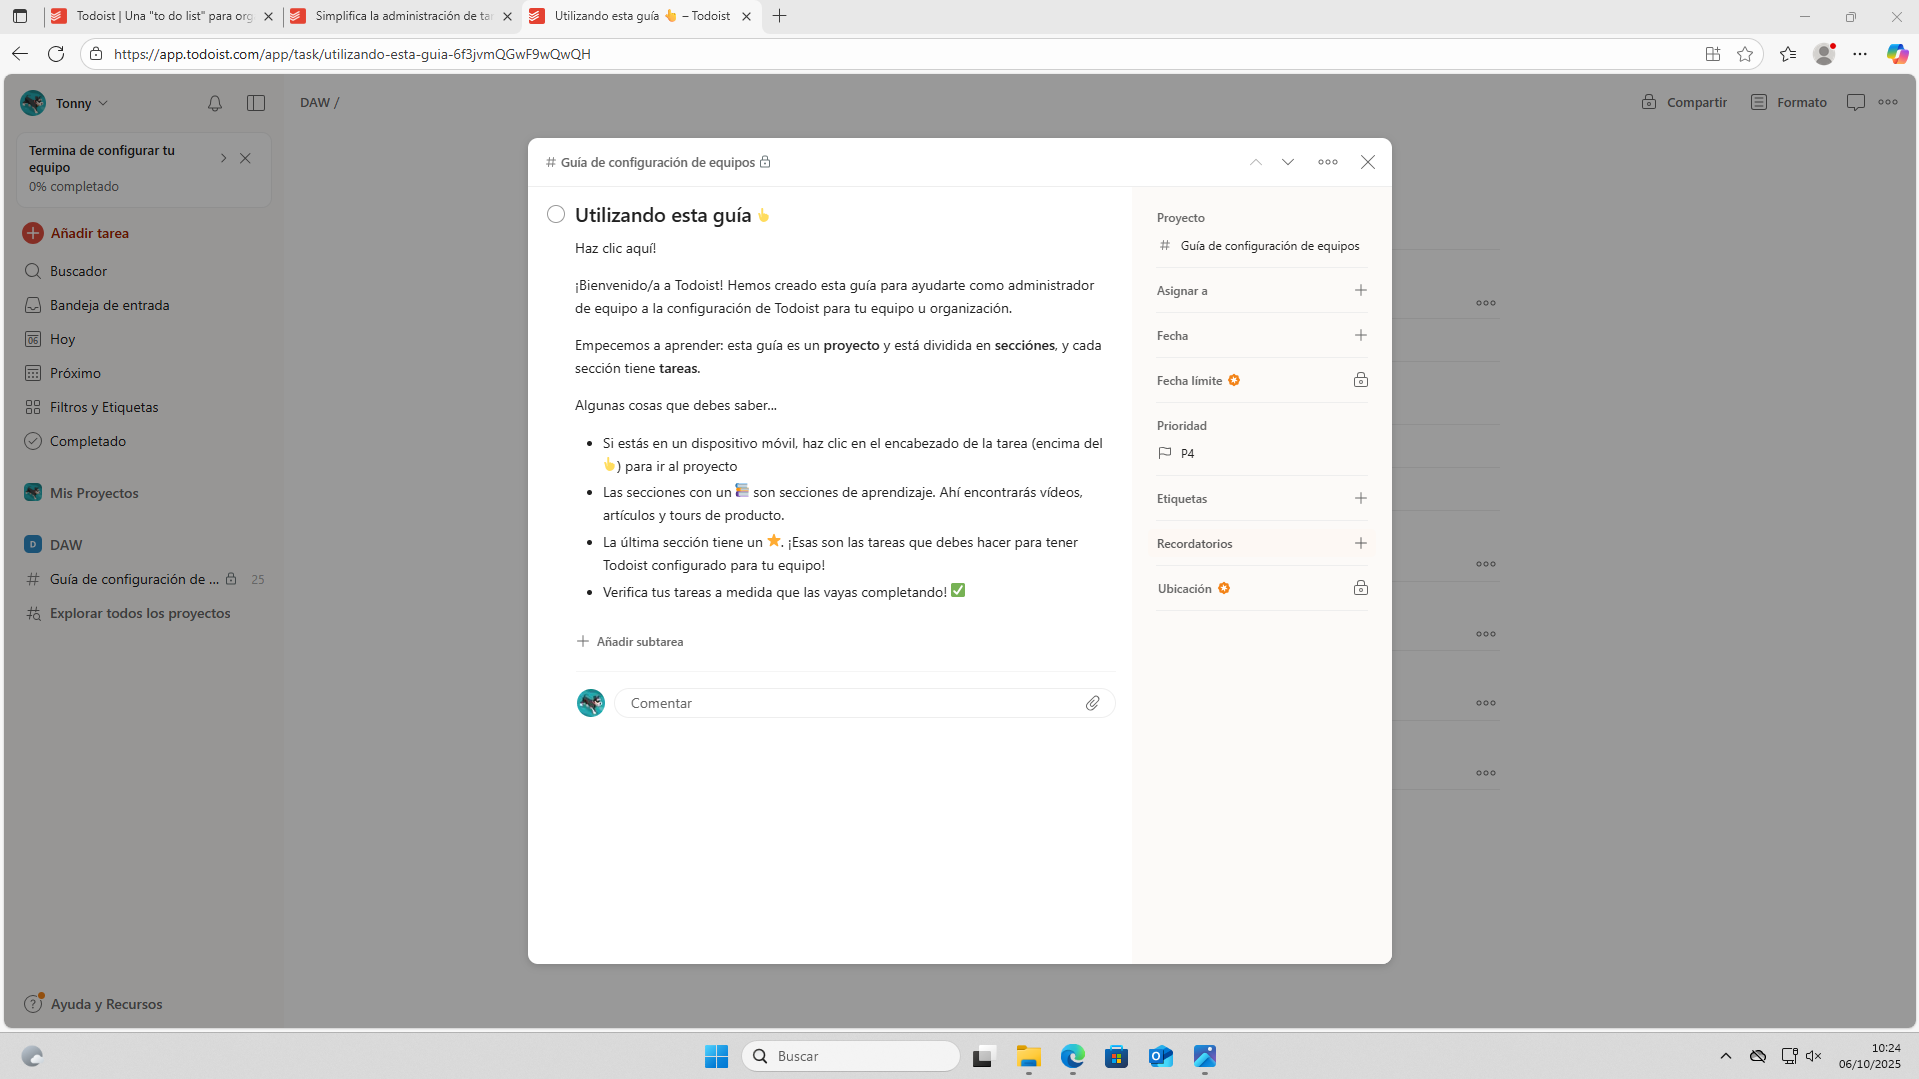 Todoist | Una "to do list" para org
Simplifica la administración de tar
Utilizando esta guía 👆 – Todoist
https://app.todoist.com/app/task/utilizando-esta-guia-6f3jvmQGwF9wQwQH
Tonny
DAW /
Compartir
Formato
Termina de configurar tu
equipo
0% completado
Añadir tarea
Buscador
Bandeja de entrada
06 Hoy
Próximo
Filtros y Etiquetas
Completado
Mis Proyectos
D DAW
# Guía de configuración de ... 25
Explorar todos los proyectos
Ayuda y Recursos
# Guía de configuración de equipos
Utilizando esta guía 👆
Haz clic aquí!
¡Bienvenido/a a Todoist! Hemos creado esta guía para ayudarte como administrador
de equipo a la configuración de Todoist para tu equipo u organización.
Empecemos a aprender: esta guía es un proyecto y está dividida en secciónes, y cada
sección tiene tareas.
Algunas cosas que debes saber...
• Si estás en un dispositivo móvil, haz clic en el encabezado de la tarea (encima del
👆) para ir al proyecto
• Las secciones con un 📚 son secciones de aprendizaje. Ahí encontrarás vídeos,
artículos y tours de producto.
• La última sección tiene un ⭐. ¡Esas son las tareas que debes hacer para tener
Todoist configurado para tu equipo!
• Verifica tus tareas a medida que las vayas completando! ✅
+ Añadir subtarea
Comentar
Proyecto
# Guía de configuración de equipos
Asignar a
Fecha
Fecha límite
Prioridad
P4
Etiquetas
Recordatorios
Ubicación
Buscar
10:24
06/10/2025